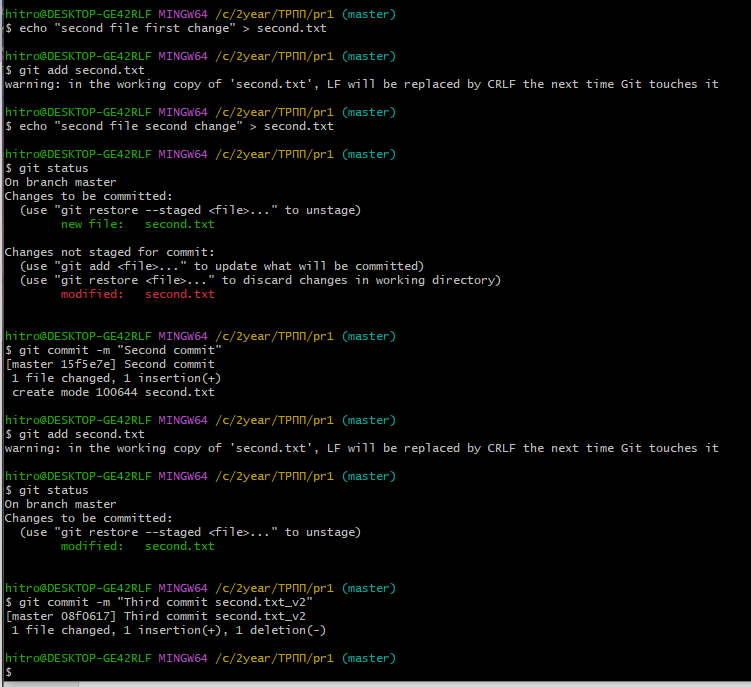 hitro@DESKTOP-GE42RLF MINGW64 /c/2year/ТРПП/pr1 (master)
$ echo "second file first change" > second.txt
hitro@DESKTOP-GE42RLF MINGW64 /c/2year/ТРПП/pr1 (master)
$ git add second.txt
warning: in the working copy of 'second.txt', LF will be replaced by CRLF the next time Git touches it
hitro@DESKTOP-GE42RLF MINGW64 /c/2year/ТРПП/pr1 (master)
$ echo "second file second change" > second.txt
hitro@DESKTOP-GE42RLF MINGW64 /c/2year/ТРПП/pr1 (master)
$ git status
On branch master
Changes to be committed:
  (use "git restore --staged <file>..." to unstage)
        new file:   second.txt
Changes not staged for commit:
  (use "git add <file>..." to update what will be committed)
  (use "git restore <file>..." to discard changes in working directory)
        modified:   second.txt
hitro@DESKTOP-GE42RLF MINGW64 /c/2year/ТРПП/pr1 (master)
$ git commit -m "Second commit"
[master 15f5e7e] Second commit
 1 file changed, 1 insertion(+)
 create mode 100644 second.txt
hitro@DESKTOP-GE42RLF MINGW64 /c/2year/ТРПП/pr1 (master)
$ git add second.txt
warning: in the working copy of 'second.txt', LF will be replaced by CRLF the next time Git touches it
hitro@DESKTOP-GE42RLF MINGW64 /c/2year/ТРПП/pr1 (master)
$ git status
On branch master
Changes to be committed:
  (use "git restore --staged <file>..." to unstage)
        modified:   second.txt
hitro@DESKTOP-GE42RLF MINGW64 /c/2year/ТРПП/pr1 (master)
$ git commit -m "Third commit second.txt_v2"
[master 08f0617] Third commit second.txt_v2
 1 file changed, 1 insertion(+), 1 deletion(-)
hitro@DESKTOP-GE42RLF MINGW64 /c/2year/ТРПП/pr1 (master)
$